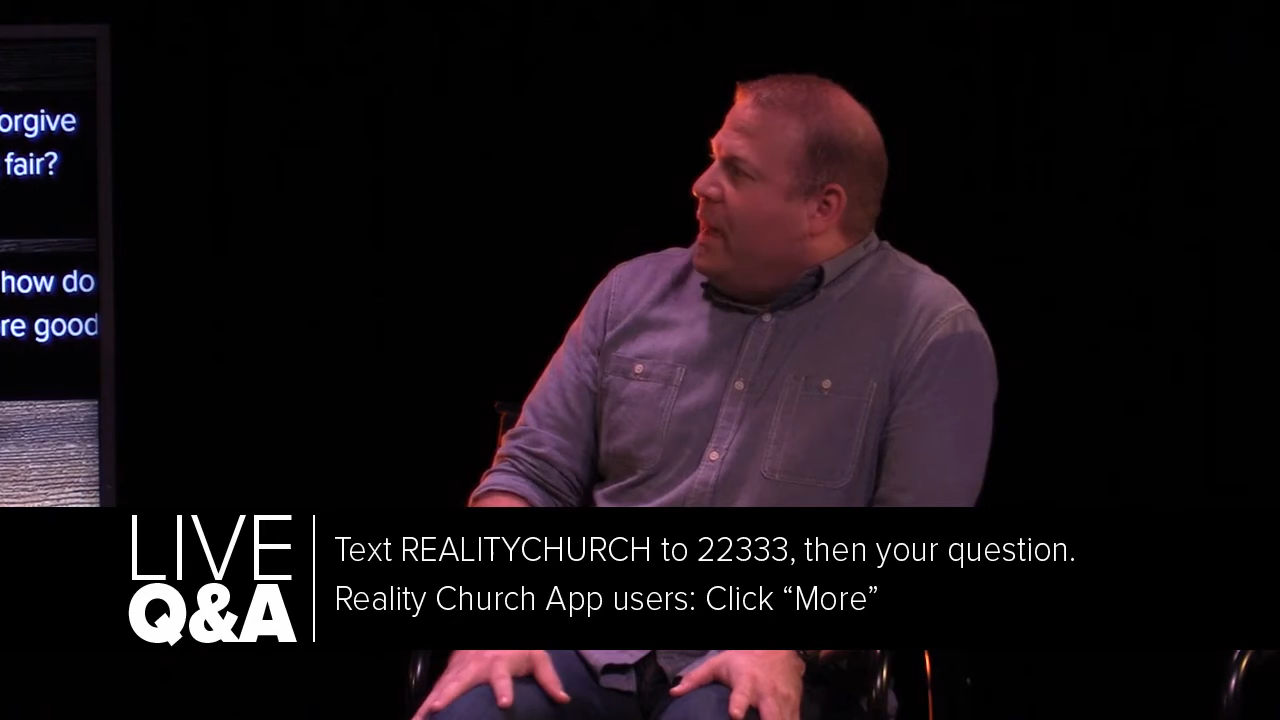 orgive
fair?
how do
re good
LIVE
Q&A
Text REALITYCHURCH to 22333, then your question.
Reality Church App users: Click “More”